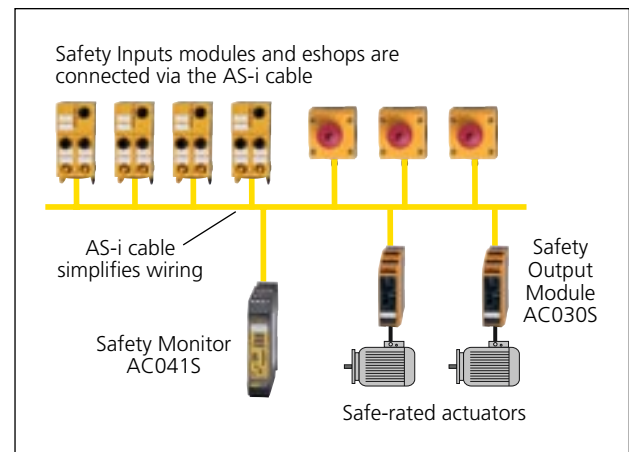 Safety Inputs modules and eshops are
connected via the AS-i cable
AS-i cable
simplifies wiring
Safety
Output
Module
AC030S
Safety Monitor
AC041S
Safe-rated actuators